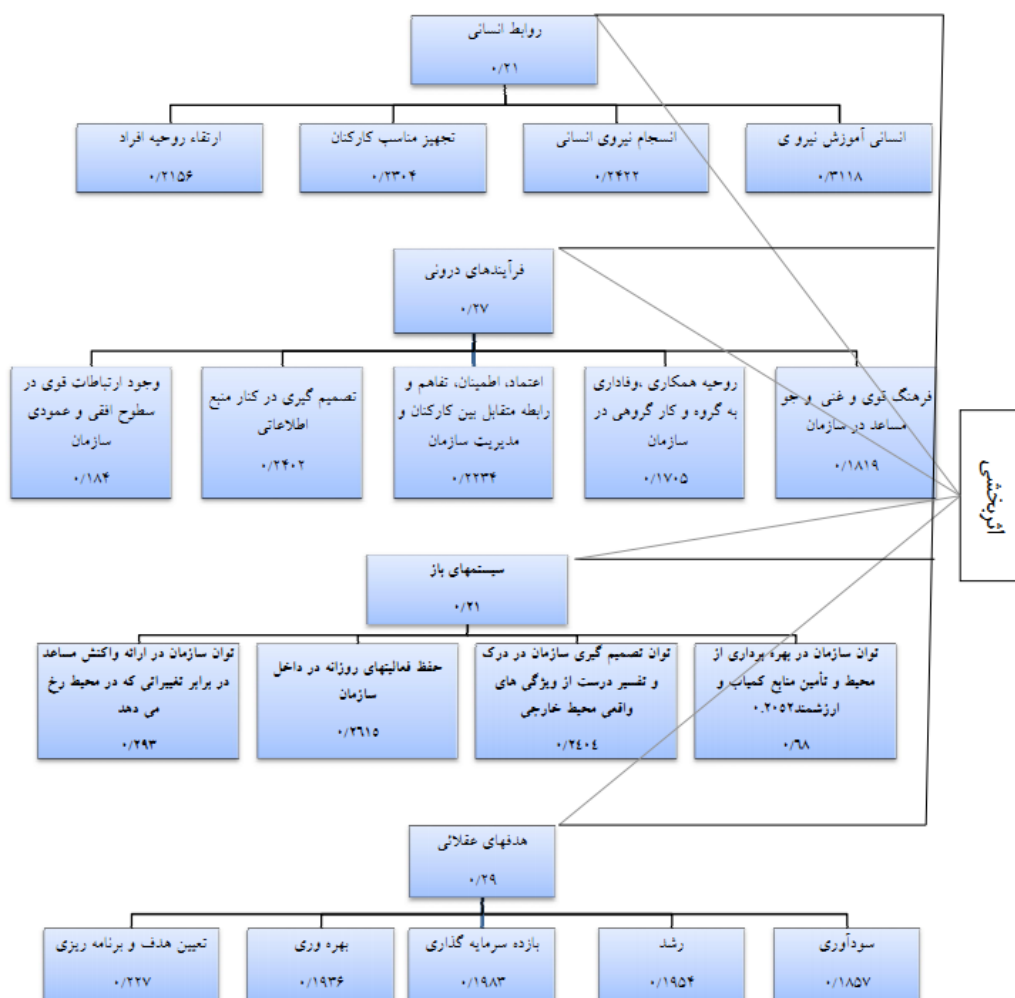 روابط انسانی
۰/۲۱
انسانی آموزش نیرو ی
۰/۳۱۱۸
انسجام نیروی انسانی
۰/۲۴۲۲
تجهیز مناسب کارکنان
۰/۲۳۰۴
ارتقاء روحیه افراد
۰/۲۱۵۶
فرآیندهای درونی
۰/۲۷
فرهنگ قوی و غنی و جو
مساعد در سازمان
۰/۱۸۱۹
روحیه همکاری ،وفاداری
به گروه و کار گروهی در
سازمان
۰/۱۷۰۵
اعتماد، اطمینان، تفاهم و
رابطه متقابل بین کارکنان و
مدیریت سازمان
۰/۲۲۳۴
تصمیم گیری در کنار منبع
اطلاعاتی
۰/۲۴۰۲
وجود ارتباطات قوی در
سطوح افقی و عمودی
سازمان
۰/۱۸۴
اثربخشی
سیستمهای باز
۰/۲۱
توان سازمان در بهره برداری از
محیط و تأمین منابع کمیاب و
ارزشمند۰.۲۰۵۲
۰/٦۸
توان تصمیم گیری سازمان در درک
و تفسیر درست از ویژگی های
واقعی محیط خارجی
۰/۲٤۰٤
حفظ فعالیتهای روزانه در داخل
سازمان
۰/۲٦۱۵
توان سازمان در ارائه واکنش مساعد
در برابر تغییراتی که در محیط رخ
می دهد
۰/۲۹۳
هدفهای عقلائی
۰/۲۹
سودآوری
۰/۱۸۵۷
رشد
۰/۱۹۵۴
بازده سرمایه گذاری
۰/۱۹۸۳
بهره وری
۰/۱۹۳۶
تعیین هدف و برنامه ریزی
۰/۲۲۷